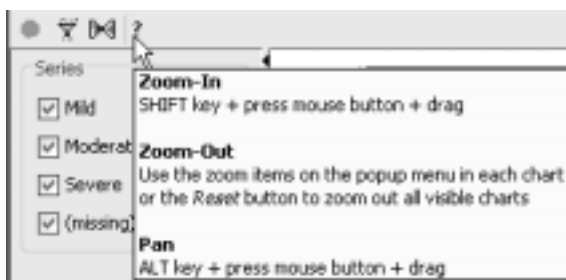 ?
Series
Mild
Moderat
Severe
(missing)
Zoom-In
SHIFT key + press mouse button + drag
Zoom-Out
Use the zoom items on the popup menu in each chart
or the Reset button to zoom out all visible charts
Pan
ALT key + press mouse button + drag